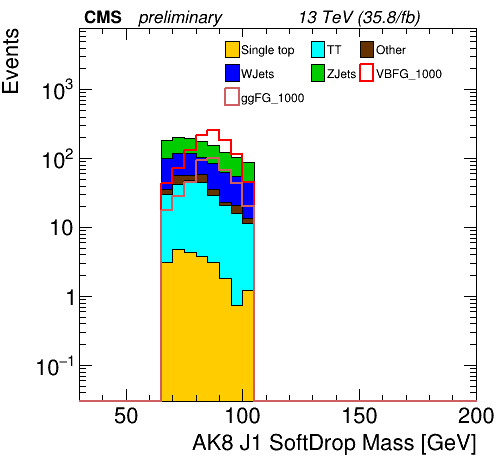 CMS preliminary 13 TeV (35.8/fb)
Single top TT Other
WJets ZJets VBFG_1000
ggFG_1000
Events
10³
10²
10
1
10⁻¹
50 100 150 200
AK8 J1 SoftDrop Mass [GeV]